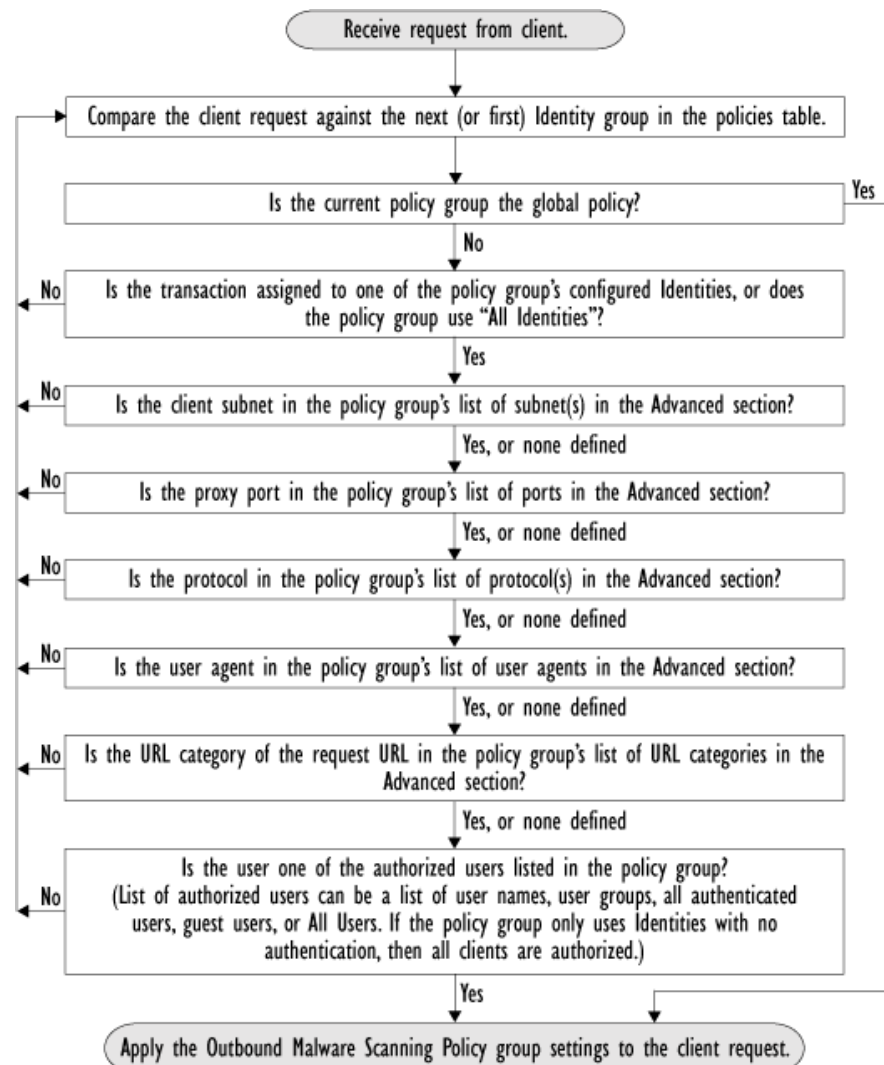 Receive request from client.
Compare the client request against the next (or first) Identity group in the policies table.
Yes
Is the current policy group the global policy?
No
No
Is the transaction assigned to one of the policy group's configured Identities, or does
the policy group use “All Identities”?
Yes
No
Is the client subnet in the policy group's list of subnet(s) in the Advanced section?
Yes, or none defined
No
Is the proxy port in the policy group's list of ports in the Advanced section?
Yes, or none defined
No
Is the protocol in the policy group's list of protocol(s) in the Advanced section?
Yes, or none defined
No
Is the user agent in the policy group's list of user agents in the Advanced section?
Yes, or none defined
No
Is the URL category of the request URL in the policy group's list of URL categories in the
Advanced section?
Yes, or none defined
Is the user one of the authorized users listed in the policy group?
No
(List of authorized users can be a list of user names, user groups, all authenticated
users, guest users, or All Users. If the policy group only uses Identities with no
authentication, then all clients are authorized.)
Yes
Apply the Outbound Malware Scanning Policy group settings to the client request.